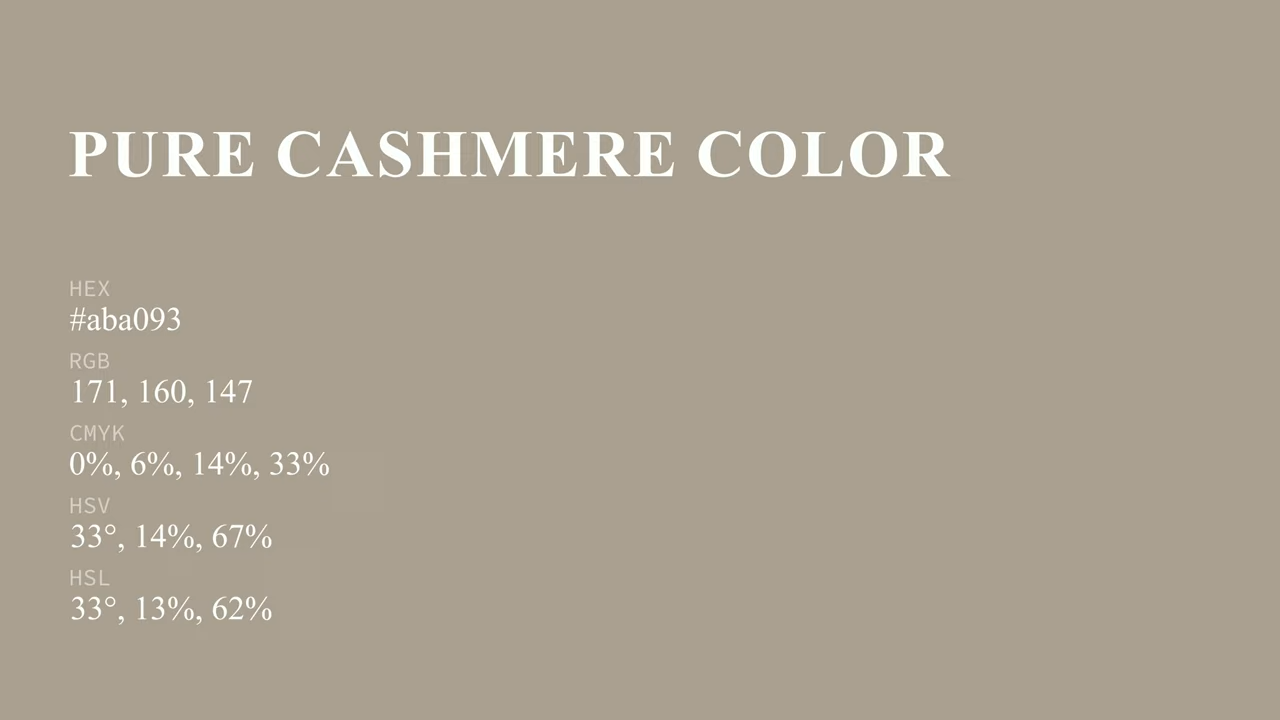 PURE CASHMERE COLOR
HEX
#aba093
RGB
171, 160, 147
CMYK
0%, 6%, 14%, 33%
HSV
33°, 14%, 67%
HSL
33°, 13%, 62%